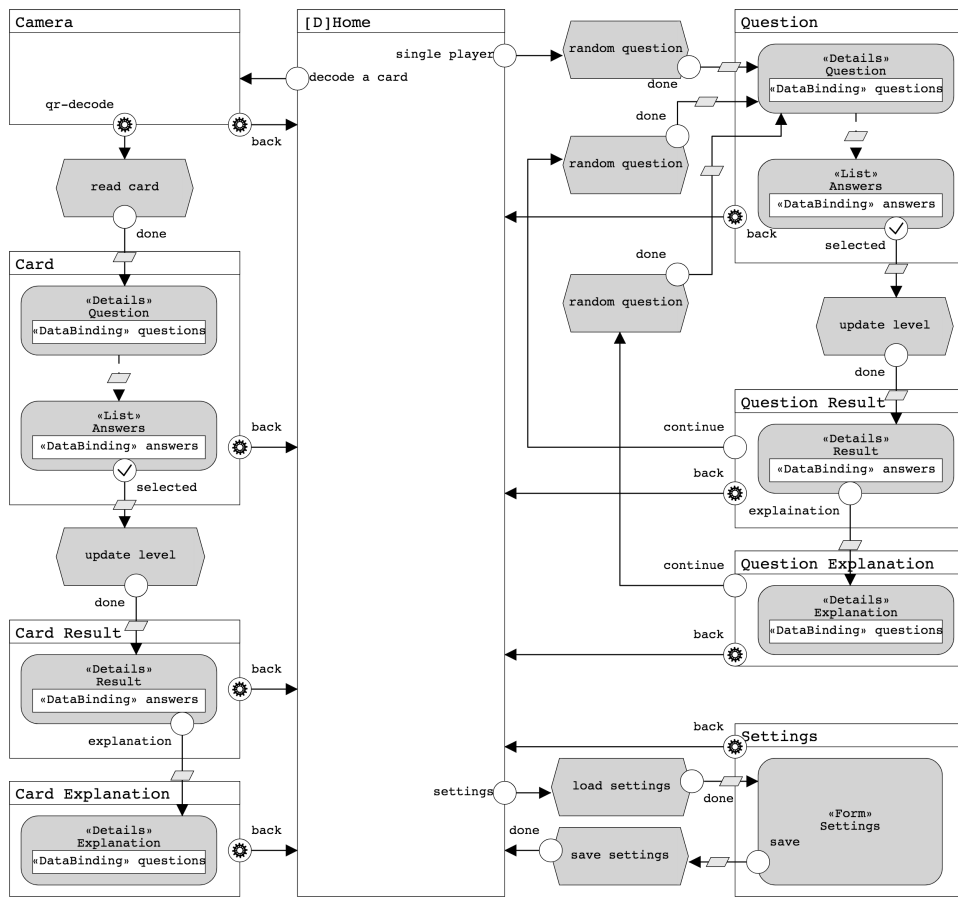 Camera
qr-decode
back
read card
done
Card
«Details»
Question
«DataBinding» questions
«List»
Answers
«DataBinding» answers
back
selected
update level
done
Card Result
«Details»
Result
«DataBinding» answers
back
explanation
Card Explanation
«Details»
Explanation
«DataBinding» questions
back
[D]Home
single player
decode a card
settings
random question
done
random question
done
random question
done
Question
«Details»
Question
«DataBinding» questions
«List»
Answers
«DataBinding» answers
back
selected
update level
done
Question Result
continue
«Details»
Result
«DataBinding» answers
back
explaination
Question Explanation
continue
«Details»
Explanation
«DataBinding» questions
back
back
Settings
load settings
done
«Form»
Settings
save
done
save settings